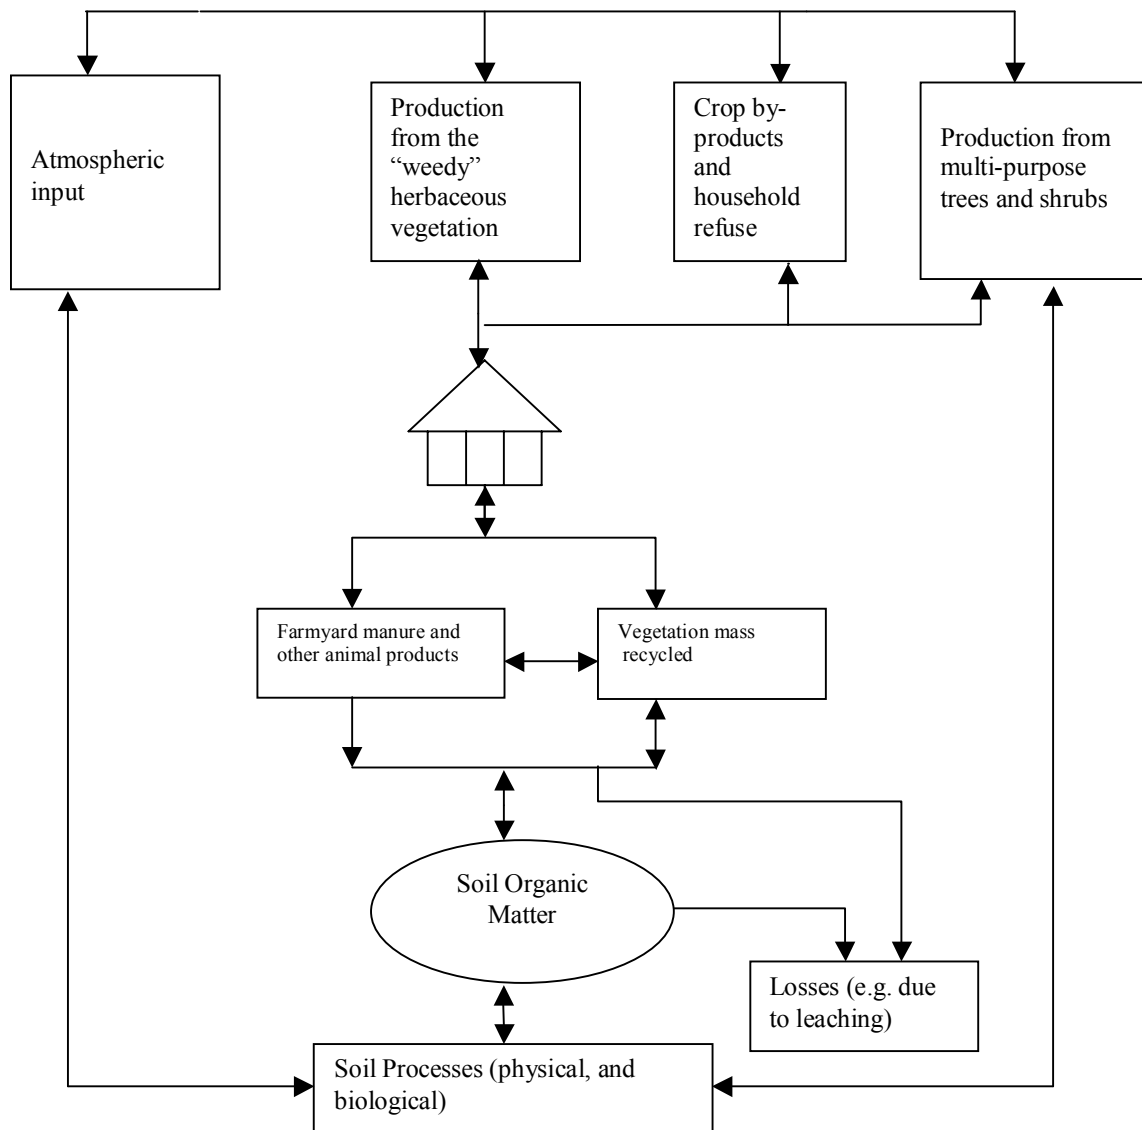 Atmospheric
input
Production
from the
“weedy”
herbaceous
vegetation
Crop by-
products
and
household
refuse
Production from
multi-purpose
trees and shrubs
Farmyard manure and
other animal products
Vegetation mass
recycled
Soil Organic
Matter
Losses (e.g. due
to leaching)
Soil Processes (physical, and
biological)